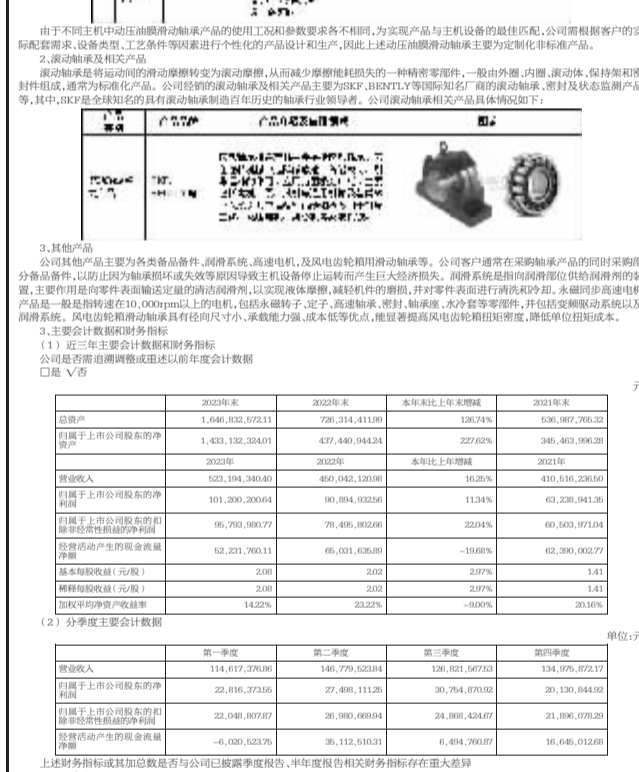 由于不同主机中动压油膜滑动轴承产品的使用工况和参数要求各不相同,为实现产品与主机设备的最佳匹配,公司需根据客户的实
际配套需求、设备类型、工艺条件等因素进行个性化的产品设计和生产,因此上述动压油膜滑动轴承主要为定制化非标准产品。
2、滚动轴承及相关产品
滚动轴承是将运动间的滑动摩擦转变为滚动摩擦,从而减少摩擦能耗损失的一种精密零部件,一般由外圈、内圈、滚动体、保持架和密
封件组成,通常为标准化产品。公司经销的滚动轴承及相关产品主要为SKF、BENTLY等国际知名厂商的滚动轴承、密封及状态监测产品
等,其中,SKF是全球知名的具有滚动轴承制造百年历史的轴承行业领导者。公司滚动轴承相关产品具体情况如下:
3、其他产品
公司其他产品主要为各类备品备件、润滑系统、高速电机,及风电齿轮箱用滑动轴承等。公司客户通常在采购轴承产品的同时采购部
分备品备件,以防止因为轴承损坏或失效等原因导致主机设备停止运转而产生巨大经济损失。润滑系统是指向润滑部位供给润滑剂的装
置,主要作用是向零件表面输送定量的清洁润滑剂,以实现液体摩擦,减轻机件的磨损,并对零件表面进行清洗和冷却。永磁同步高速电机
产品是一般是指转速在10,000rpm以上的电机,包括永磁转子、定子、高速轴承、密封、轴承座、水冷套等零部件,并包括变频驱动系统以及
润滑系统。风电齿轮箱滑动轴承具有径向尺寸小、承载能力强、成本低等优点,能显著提高风电齿轮箱扭矩密度,降低单位扭矩成本。
3、主要会计数据和财务指标
(1)近三年主要会计数据和财务指标
公司是否需追溯调整或重述以前年度会计数据
□是 √否
元
2023年末 2022年末 本年末比上年末增减 2021年末
总资产 1,646,832,572.11 726,314,411.99 126.74% 536,987,765.32
归属于上市公司股东的净资产 1,433,132,324.01 437,440,944.24 227.62% 345,463,996.28
2023年 2022年 本年比上年增减 2021年
营业收入 523,194,340.40 450,042,120.98 16.25% 410,516,236.50
归属于上市公司股东的净利润 101,200,200.64 90,894,932.56 11.34% 63,238,941.35
归属于上市公司股东的扣除非经常性损益的净利润 95,793,980.77 78,495,802.66 22.04% 60,503,971.04
经营活动产生的现金流量净额 52,231,760.11 65,031,635.89 -19.68% 62,390,002.77
基本每股收益(元/股) 2.08 2.02 2.97% 1.41
稀释每股收益(元/股) 2.08 2.02 2.97% 1.41
加权平均净资产收益率 14.22% 23.22% -9.00% 20.16%
(2)分季度主要会计数据
单位:元
第一季度 第二季度 第三季度 第四季度
营业收入 114,617,376.86 146,779,523.84 126,821,567.53 134,975,872.17
归属于上市公司股东的净利润 22,816,373.55 27,498,111.25 30,754,870.92 20,130,844.92
归属于上市公司股东的扣除非经常性损益的净利润 22,048,807.87 26,980,669.94 24,868,424.67 21,896,078.29
经营活动产生的现金流量净额 -6,020,523.75 35,112,510.31 6,494,760.87 16,645,012.68
上述财务指标或其加总数是否与公司已披露季度报告、半年度报告相关财务指标存在重大差异